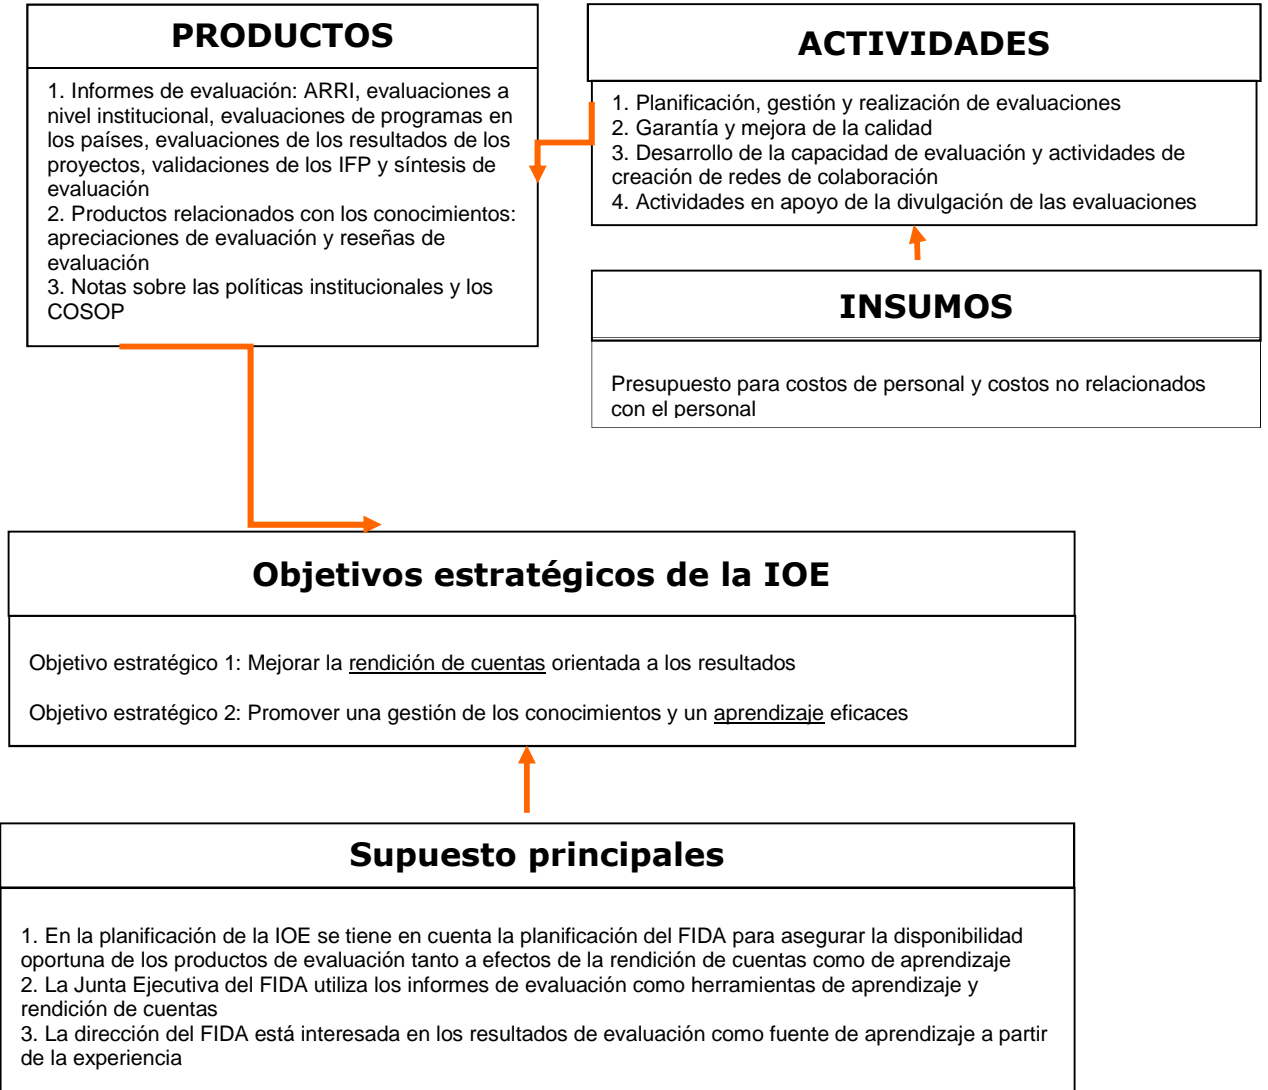 PRODUCTOS
1. Informes de evaluación: ARRI, evaluaciones a
nivel institucional, evaluaciones de programas en
los países, evaluaciones de los resultados de los
proyectos, validaciones de los IFP y síntesis de
evaluación
2. Productos relacionados con los conocimientos:
apreciaciones de evaluación y reseñas de
evaluación
3. Notas sobre las políticas institucionales y los
COSOP
ACTIVIDADES
1. Planificación, gestión y realización de evaluaciones
2. Garantía y mejora de la calidad
3. Desarrollo de la capacidad de evaluación y actividades de
creación de redes de colaboración
4. Actividades en apoyo de la divulgación de las evaluaciones
INSUMOS
Presupuesto para costos de personal y costos no relacionados
con el personal
Objetivos estratégicos de la IOE
Objetivo estratégico 1: Mejorar la rendición de cuentas orientada a los resultados
Objetivo estratégico 2: Promover una gestión de los conocimientos y un aprendizaje eficaces
Supuesto principales
1. En la planificación de la IOE se tiene en cuenta la planificación del FIDA para asegurar la disponibilidad
oportuna de los productos de evaluación tanto a efectos de la rendición de cuentas como de aprendizaje
2. La Junta Ejecutiva del FIDA utiliza los informes de evaluación como herramientas de aprendizaje y
rendición de cuentas
3. La dirección del FIDA está interesada en los resultados de evaluación como fuente de aprendizaje a partir
de la experiencia